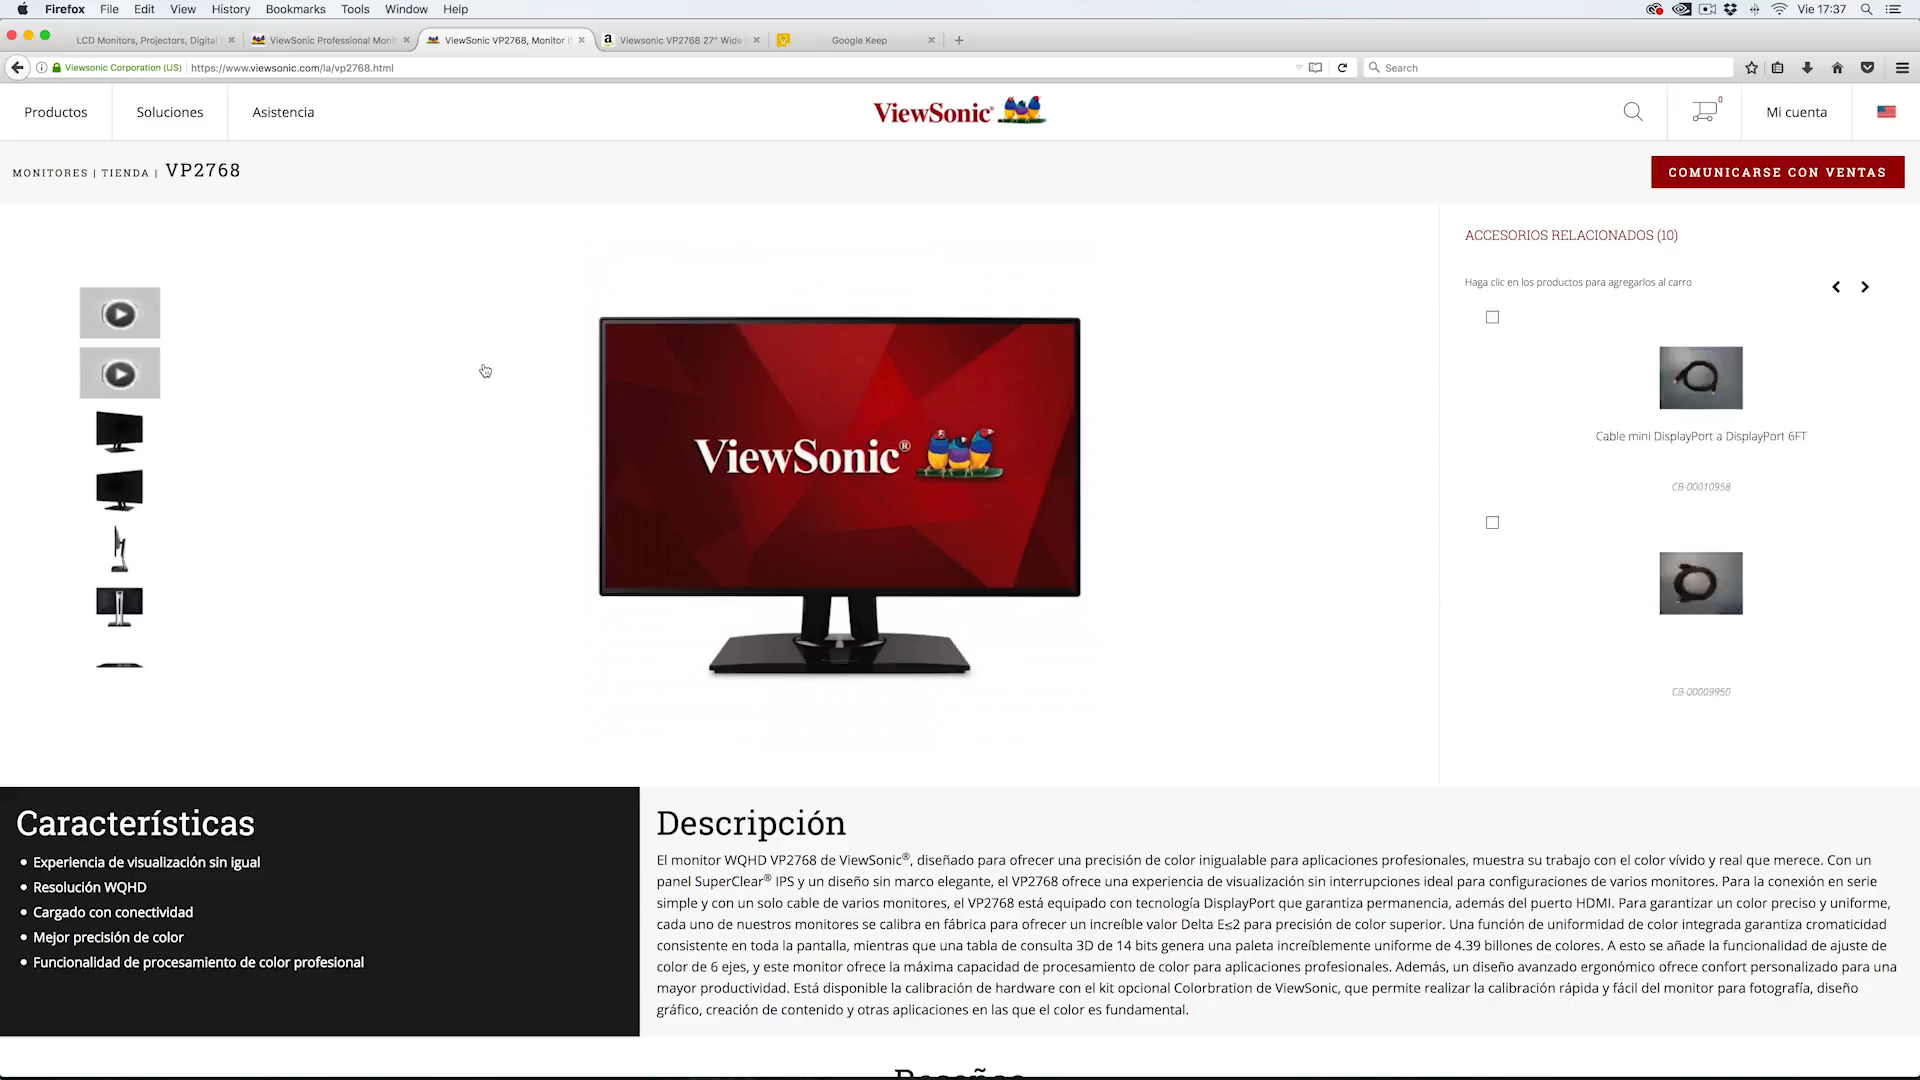 Firefox File Edit View History Bookmarks Tools Window Help Vie 17:37
LCD Monitors, Projectors, Digital
ViewSonic Professional Moni
ViewSonic VP2768, Monitor I
Viewsonic VP2768 27" Wide
Google Keep
Viewsonic Corporation (US) https://www.viewsonic.com/la/vp2768.html Search
Productos Soluciones Asistencia ViewSonic 0 Mi cuenta
MONITORES | TIENDA | VP2768 COMUNICARSE CON VENTAS
ACCESORIOS RELACIONADOS (10)
Haga clic en los productos para agregarlos al carro
ViewSonic®
Cable mini DisplayPort a DisplayPort 6FT
CB-00010958
CB-00009950
Características
• Experiencia de visualización sin igual
• Resolución WQHD
• Cargado con conectividad
• Mejor precisión de color
• Funcionalidad de procesamiento de color profesional
Descripción
El monitor WQHD VP2768 de ViewSonic®, diseñado para ofrecer una precisión de color inigualable para aplicaciones profesionales, muestra su trabajo con el color vívido y real que merece. Con un
panel SuperClear® IPS y un diseño sin marco elegante, el VP2768 ofrece una experiencia de visualización sin interrupciones ideal para configuraciones de varios monitores. Para la conexión en serie
simple y con un solo cable de varios monitores, el VP2768 está equipado con tecnología DisplayPort que garantiza permanencia, además del puerto HDMI. Para garantizar un color preciso y uniforme,
cada uno de nuestros monitores se calibra en fábrica para ofrecer un increíble valor Delta E≤2 para precisión de color superior. Una función de uniformidad de color integrada garantiza cromaticidad
consistente en toda la pantalla, mientras que una tabla de consulta 3D de 14 bits genera una paleta increíblemente uniforme de 4.39 billones de colores. A esto se añade la funcionalidad de ajuste de
color de 6 ejes, y este monitor ofrece la máxima capacidad de procesamiento de color para aplicaciones profesionales. Además, un diseño avanzado ergonómico ofrece confort personalizado para una
mayor productividad. Está disponible la calibración de hardware con el kit opcional Colorbration de ViewSonic, que permite realizar la calibración rápida y fácil del monitor para fotografía, diseño
gráfico, creación de contenido y otras aplicaciones en las que el color es fundamental.
Reseñas